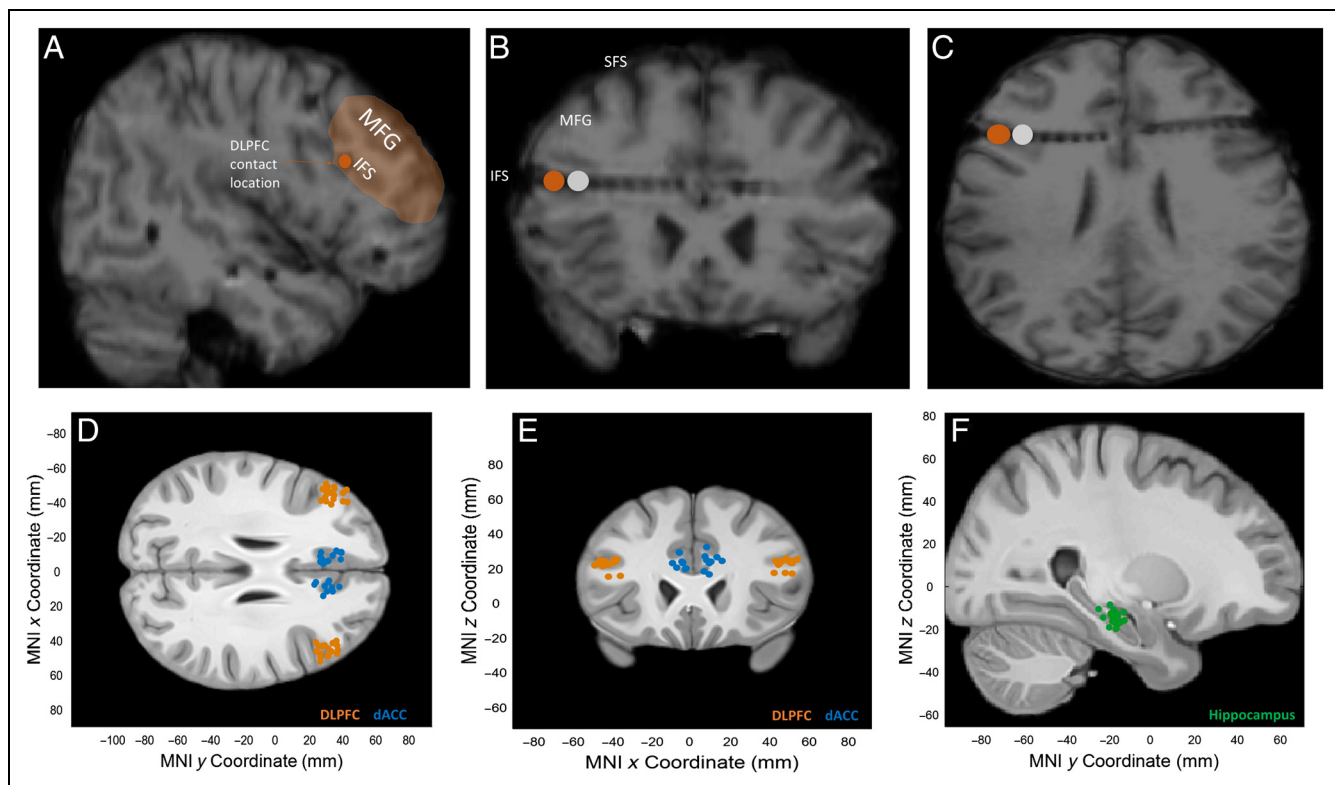 A
MFG
IFS
DLPFC
contact
location
B
SFS
MFG
IFS
C
D
−80
−60
−40
−20
0
20
40
60
80
MNI x Coordinate (mm)
DLPFC dACC
−100 −80 −60 −40 −20 0 20 40 60 80
MNI y Coordinate (mm)
E
80
60
40
20
0
−20
−40
−60
MNI z Coordinate (mm)
DLPFC dACC
−80 −60 −40 −20 0 20 40 60 80
MNI x Coordinate (mm)
F
80
60
40
20
0
−20
−40
−60
MNI z Coordinate (mm)
Hippocampus
−80 −60 −40 −20 0 20 40 60
MNI y Coordinate (mm)